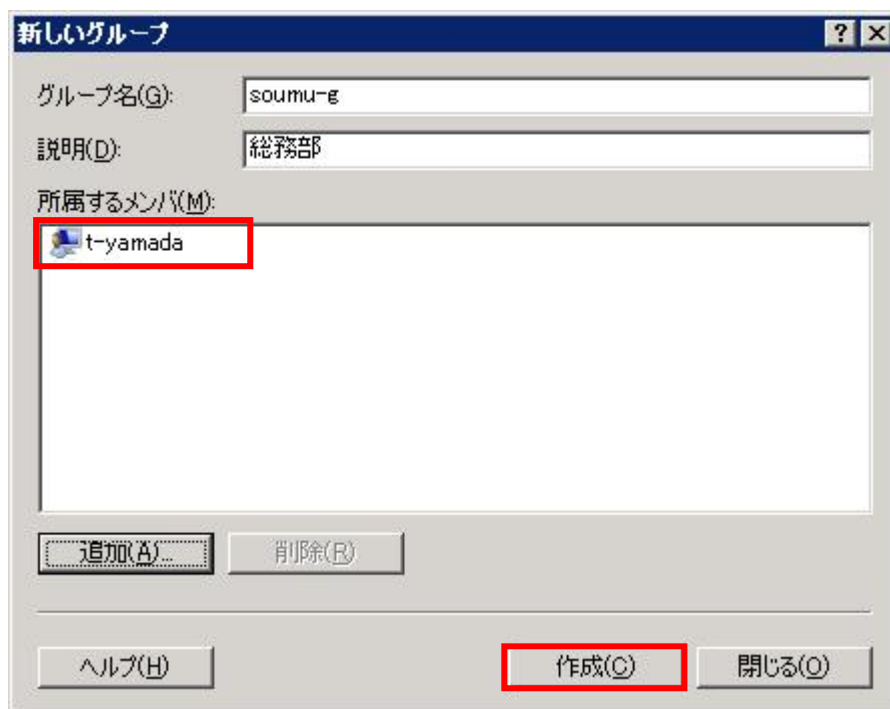 新しいグループ
グループ名(G): soumu-g
説明(D): 総務部
所属するメンバ(M):
t-yamada
追加(A)... 削除(R)
ヘルプ(H) 作成(C) 閉じる(O)